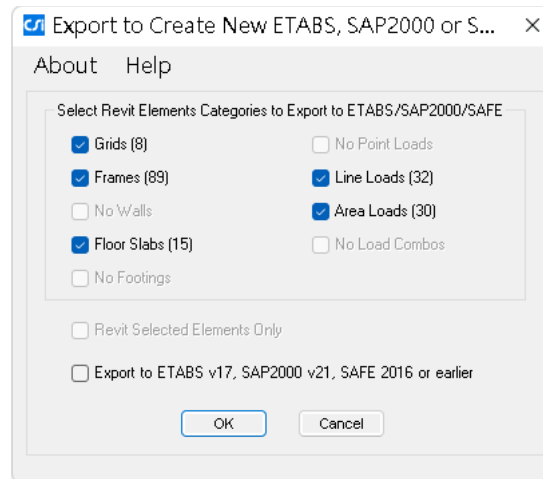 CSI Export to Create New ETABS, SAP2000 or S...
About Help
Select Revit Elements Categories to Export to ETABS/SAP2000/SAFE
Grids (8)
No Point Loads
Frames (89)
Line Loads (32)
No Walls
Area Loads (30)
Floor Slabs (15)
No Load Combos
No Footings
Revit Selected Elements Only
Export to ETABS v17, SAP2000 v21, SAFE 2016 or earlier
OK
Cancel